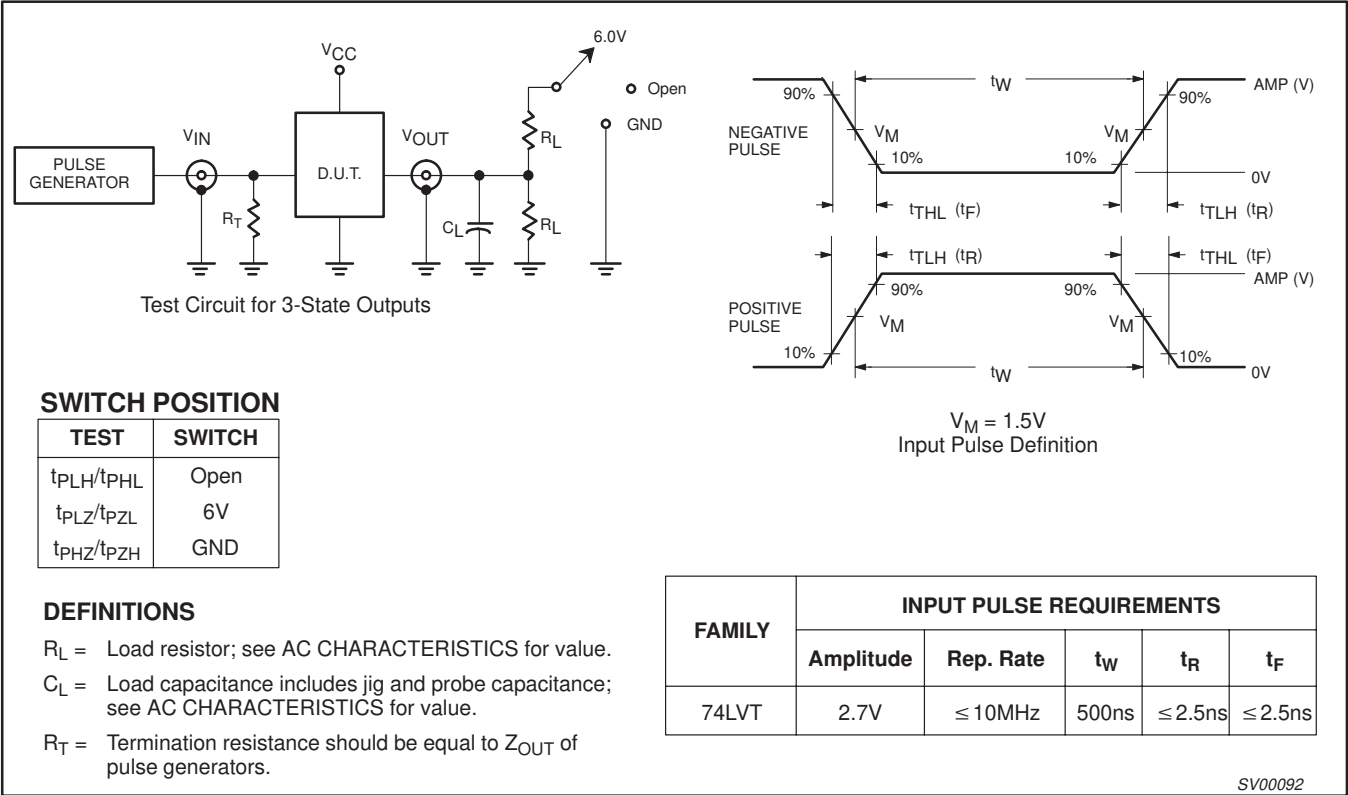 6.0V
Open
GND
VCC
VIN
VOUT
PULSE
GENERATOR
D.U.T.
RT
CL
RL
RL
Test Circuit for 3-State Outputs
tW
AMP (V)
90%
90%
NEGATIVE
PULSE
VM
VM
10%
10%
0V
tTHL (tF)
tTLH (tR)
tTLH (tR)
tTHL (tF)
AMP (V)
90%
90%
POSITIVE
PULSE
VM
VM
10%
10%
tW
0V
VM = 1.5V
Input Pulse Definition
SWITCH POSITION
TEST SWITCH
tPLH/tPHL Open
tPLZ/tPZL 6V
tPHZ/tPZH GND
DEFINITIONS
RL = Load resistor; see AC CHARACTERISTICS for value.
CL = Load capacitance includes jig and probe capacitance;
see AC CHARACTERISTICS for value.
RT = Termination resistance should be equal to ZOUT of
pulse generators.
FAMILY
INPUT PULSE REQUIREMENTS
Amplitude Rep. Rate tW tR tF
74LVT 2.7V ≤10MHz 500ns ≤2.5ns ≤2.5ns
SV00092